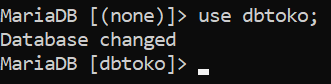 MariaDB [(none)]> use dbtoko;
Database changed
MariaDB [dbtoko]> _